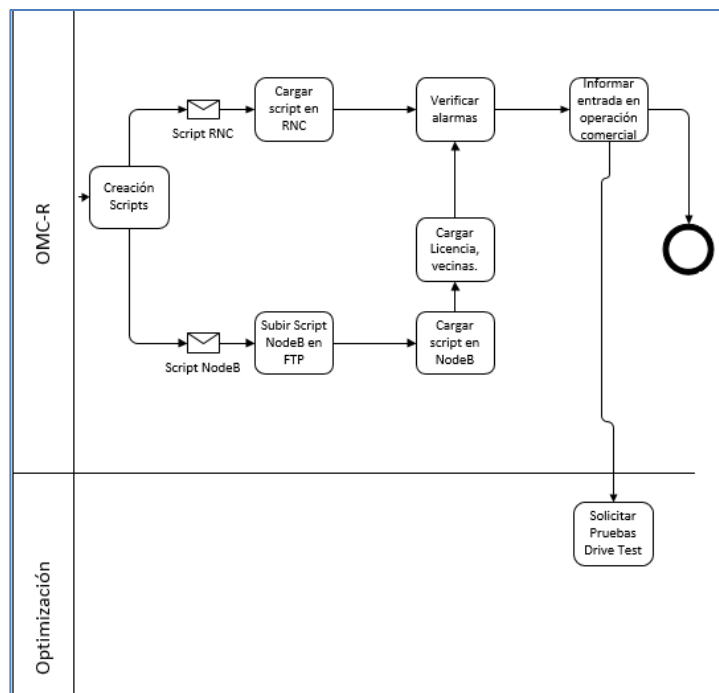 OMC-R
Creación
Scripts
Script RNC
Cargar
script en
RNC
Verificar
alarmas
Informar
entrada en
operación
comercial
Cargar
Licencia,
vecinas.
Script NodeB
Subir Script
NodeB en
FTP
Cargar
script en
NodeB
Optimización
Solicitar
Pruebas
Drive Test